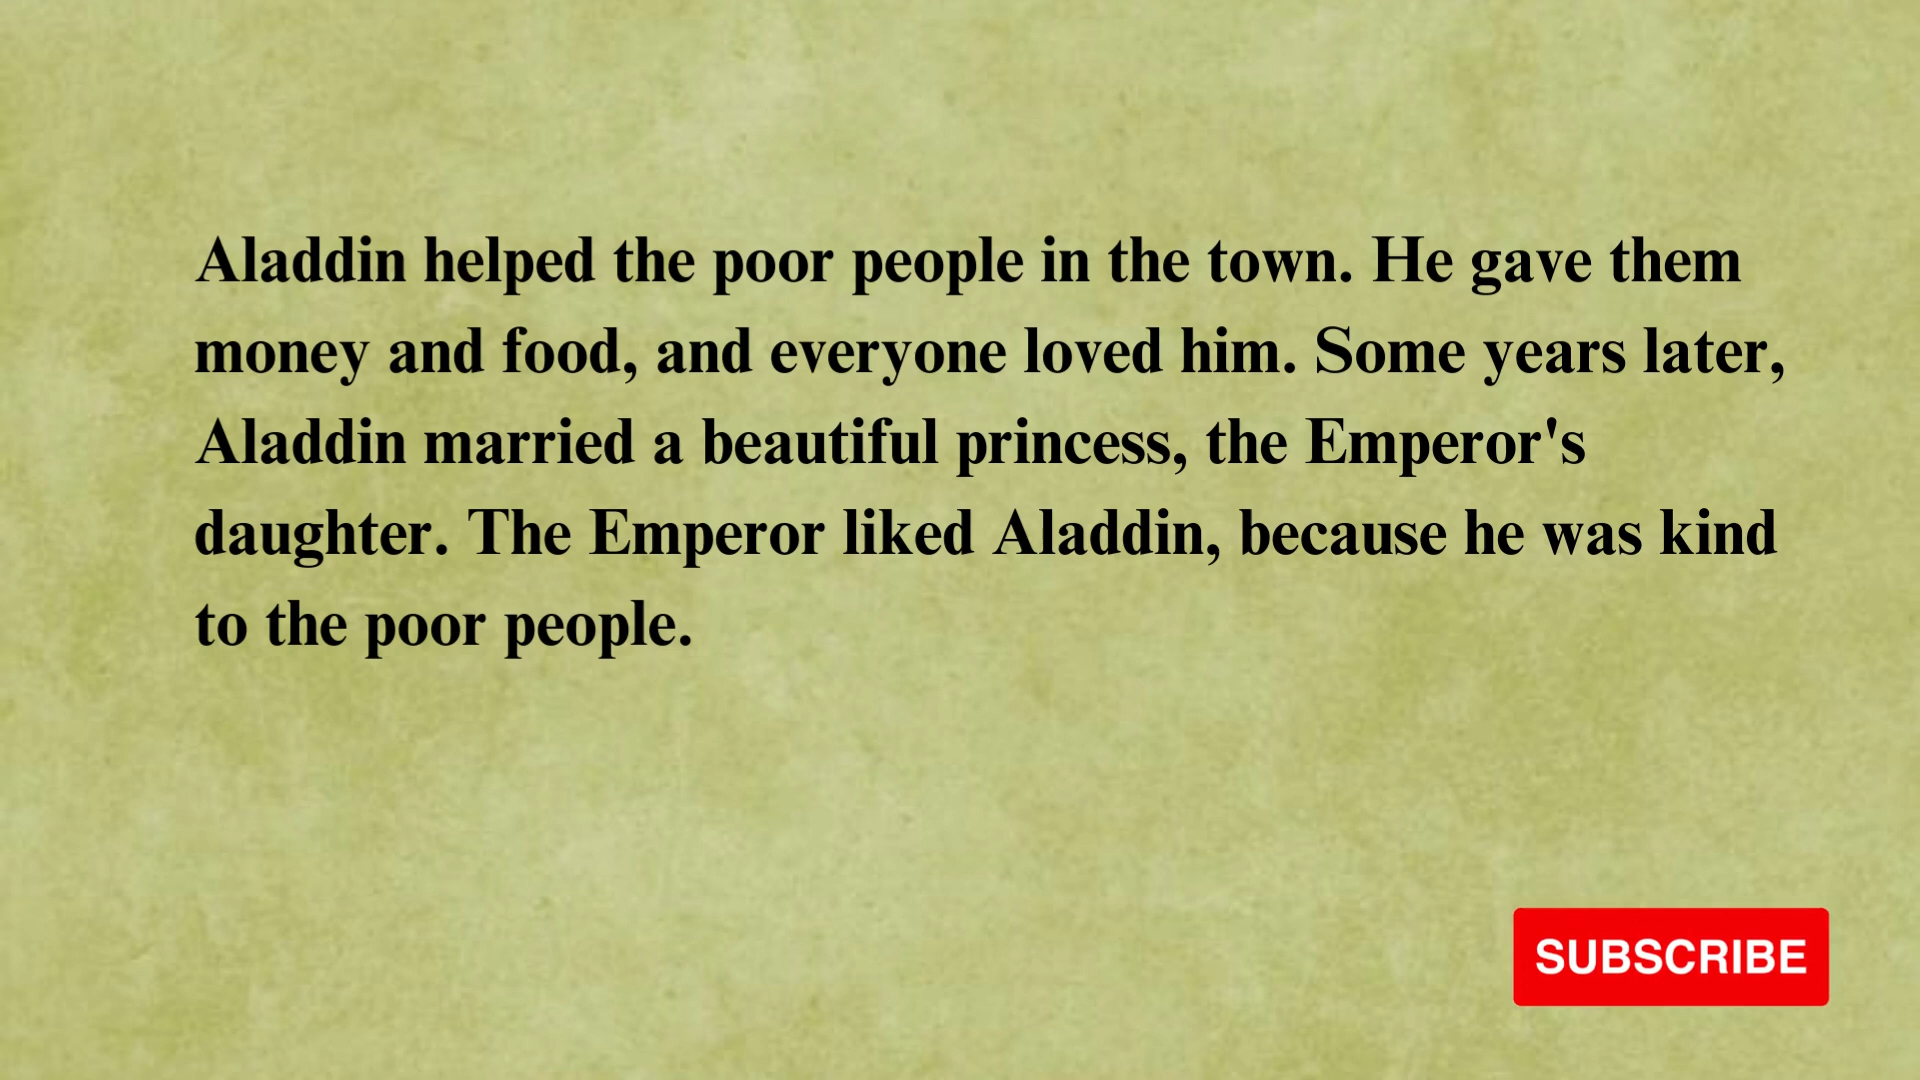 Aladdin helped the poor people in the town. He gave them
money and food, and everyone loved him. Some years later,
Aladdin married a beautiful princess, the Emperor's
daughter. The Emperor liked Aladdin, because he was kind
to the poor people.
SUBSCRIBE